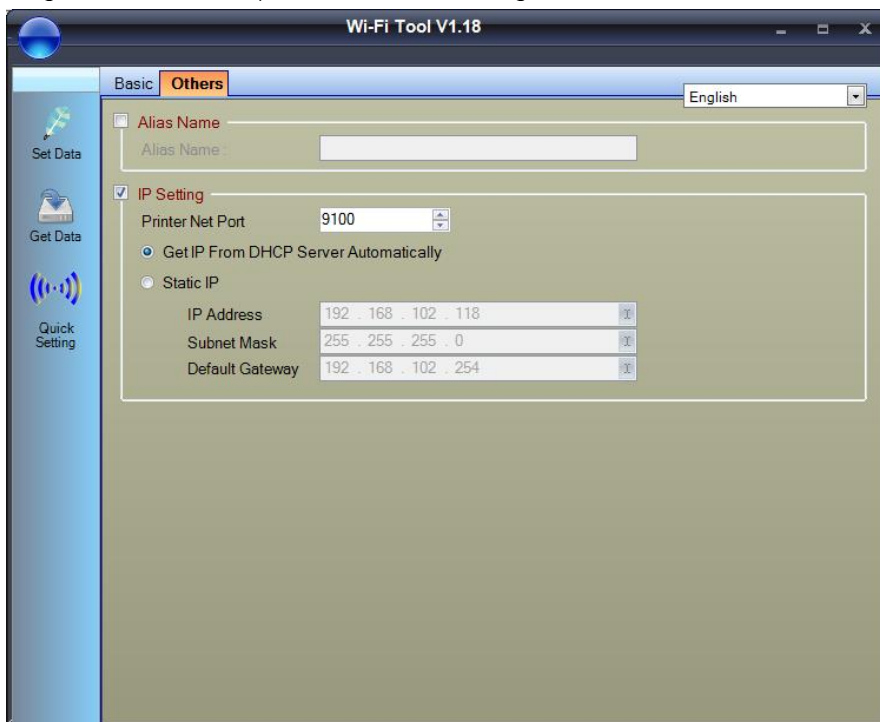 Wi-Fi Tool V1.18
Basic Others
English
Set Data
Get Data
Quick
Setting
Alias Name
Alias Name :
IP Setting
Printer Net Port 9100
Get IP From DHCP Server Automatically
Static IP
IP Address 192 . 168 . 102 . 118
Subnet Mask 255 . 255 . 255 . 0
Default Gateway 192 . 168 . 102 . 254